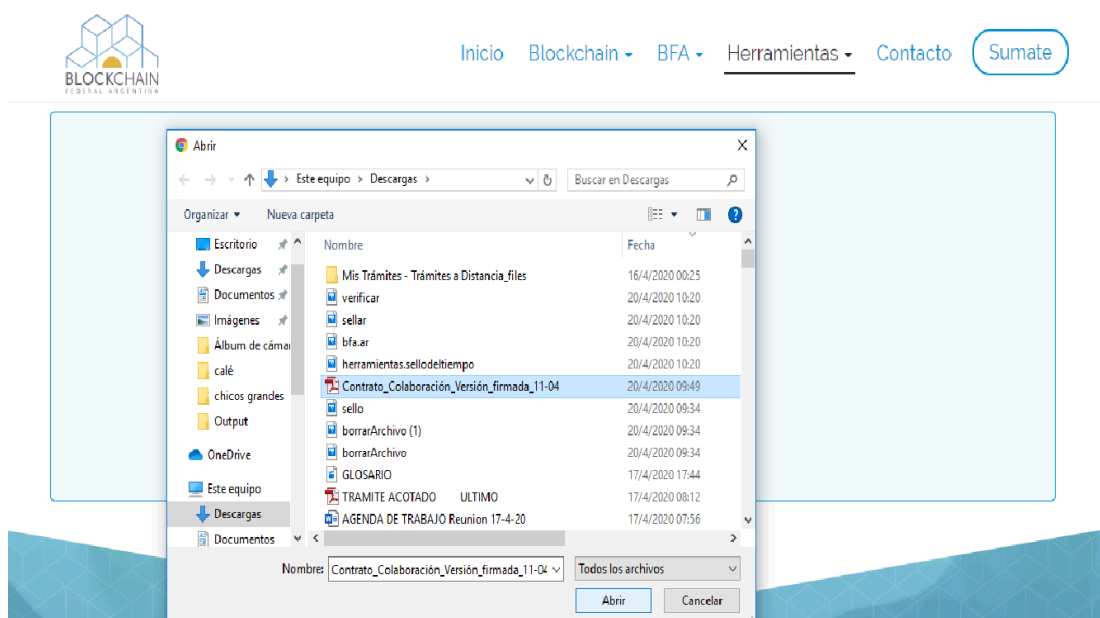 BLOCKCHAIN
FEDERAL ARGENTINA
Inicio Blockchain BFA Herramientas Contacto Sumate
Abrir
Este equipo > Descargas >
Buscar en Descargas
Organizar Nueva carpeta
Escritorio
Descargas
Documentos
Imágenes
Álbum de cámar
calé
chicos grandes
Output
OneDrive
Este equipo
Descargas
Documentos
Nombre Fecha
Mis Trámites - Trámites a Distancia_files 16/4/2020 00:25
verificar 20/4/2020 10:20
sellar 20/4/2020 10:20
bfa.ar 20/4/2020 10:20
herramientas.sellodeltiempo 20/4/2020 10:20
Contrato_Colaboración_Versión_firmada_11-04 20/4/2020 09:49
sello 20/4/2020 09:34
borrarArchivo (1) 20/4/2020 09:34
borrarArchivo 20/4/2020 09:34
GLOSARIO 17/4/2020 17:44
TRAMITE ACOTADO ULTIMO 17/4/2020 08:12
AGENDA DE TRABAJO Reunion 17-4-20 17/4/2020 07:56
Nombre: Contrato_Colaboración_Versión_firmada_11-04 Todos los archivos
Abrir Cancelar